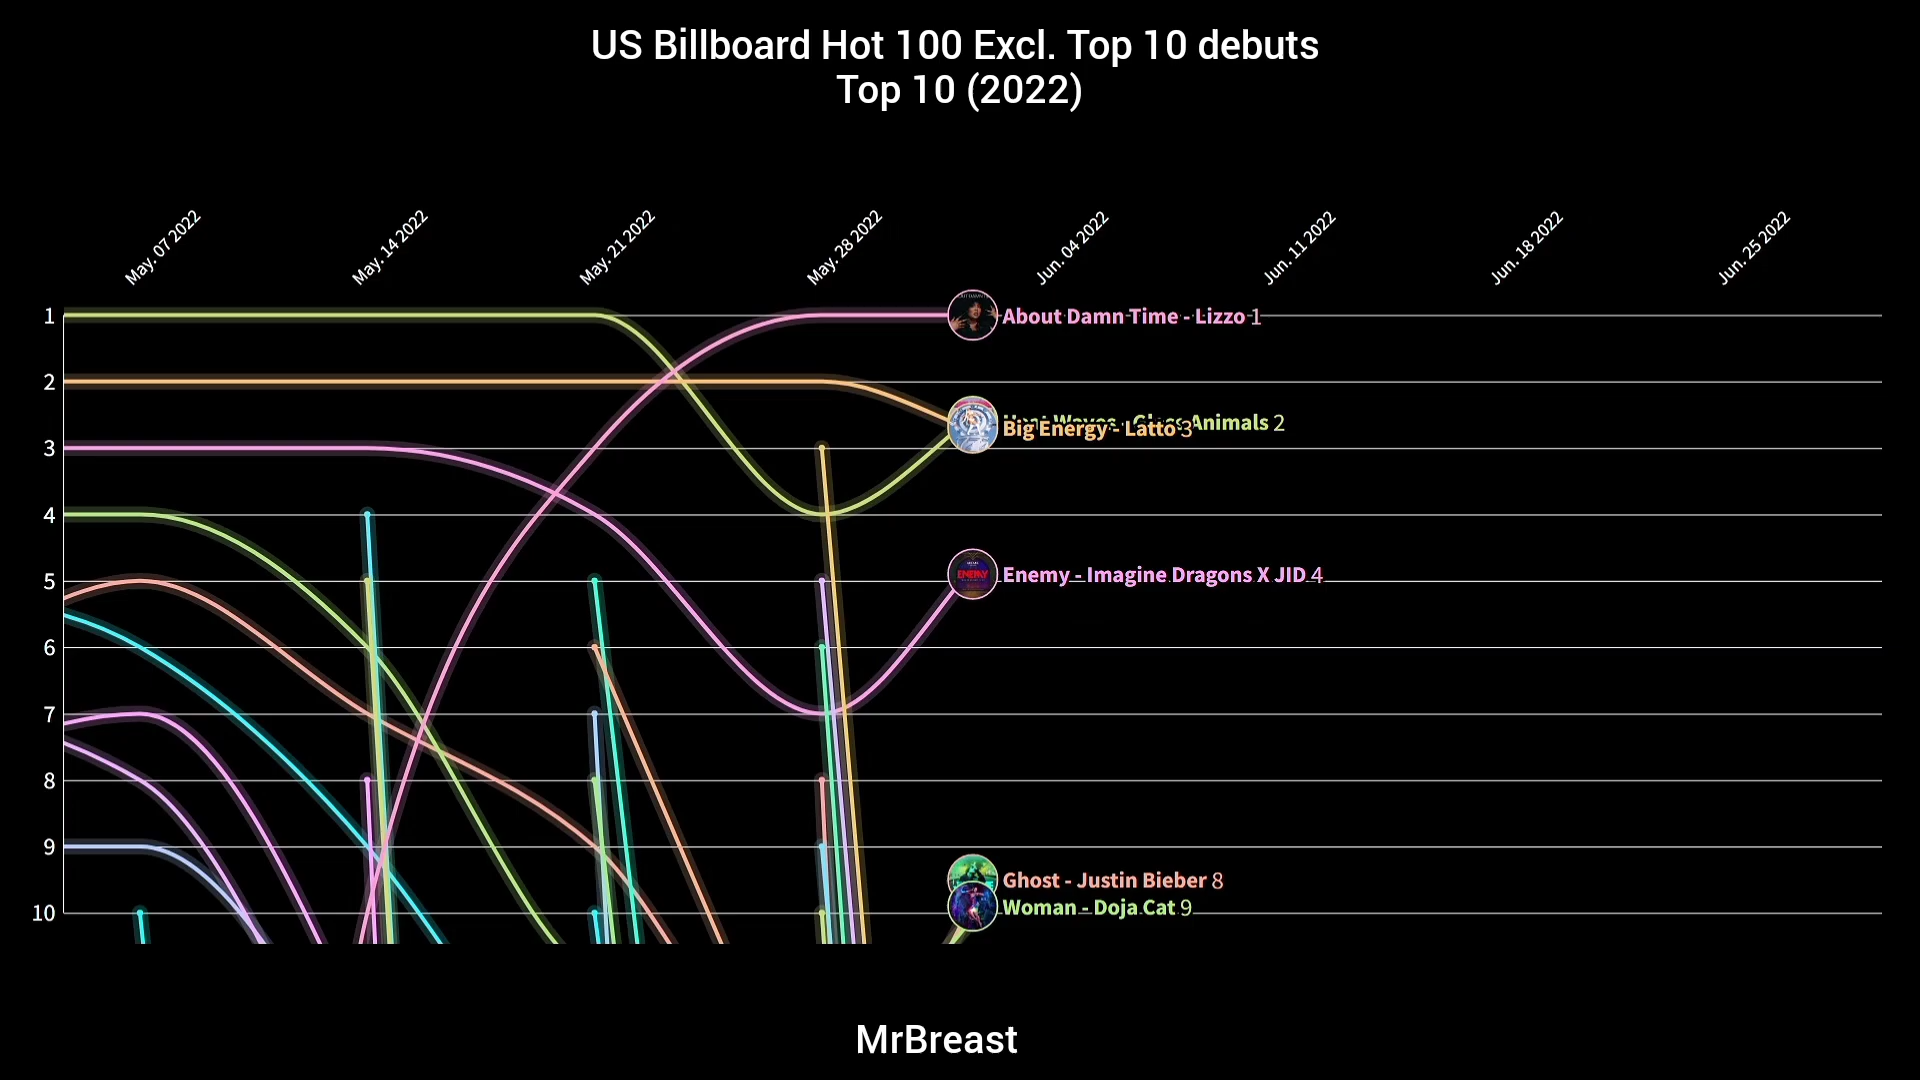 US Billboard Hot 100 Excl. Top 10 debuts
Top 10 (2022)
May. 07 2022
May. 14 2022
May. 21 2022
May. 28 2022
Jun. 04 2022
Jun. 11 2022
Jun. 18 2022
Jun. 25 2022
1
About Damn Time - Lizzo 1
2
Animals 2
Big Energy - Latto 3
3
4
5
Enemy - Imagine Dragons X JID 4
6
7
8
9
Ghost - Justin Bieber 8
Woman - Doja Cat 9
10
MrBreast